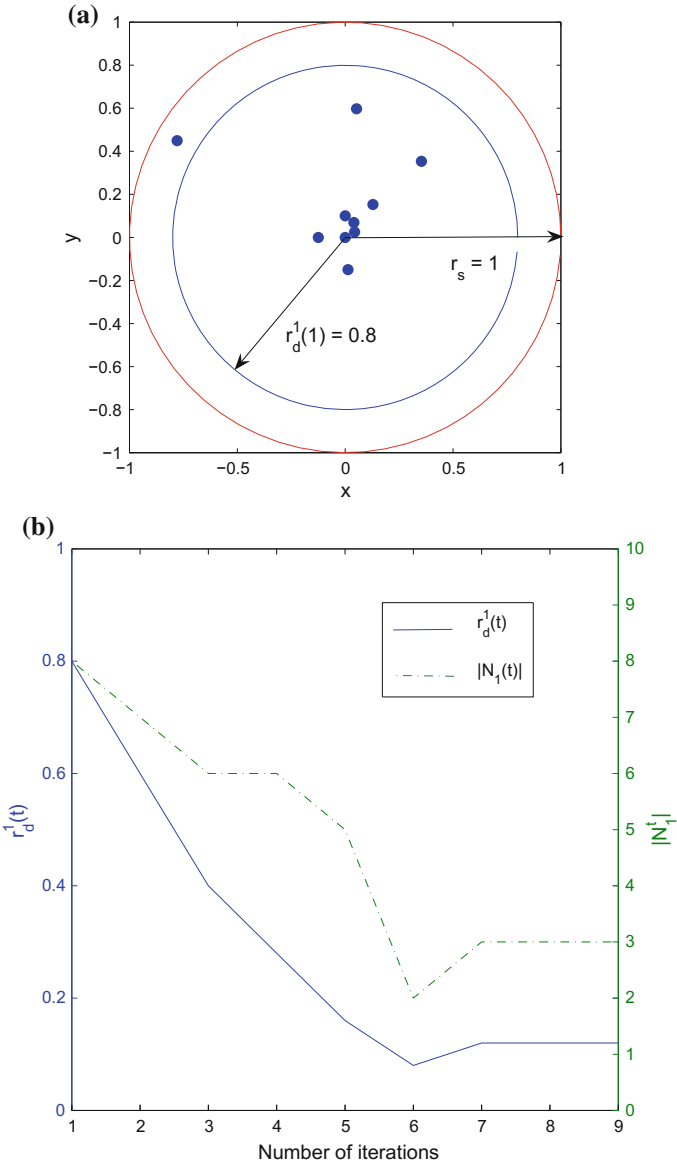 (a)
1
0.8
0.6
0.4
0.2
0
−0.2
−0.4
−0.6
−0.8
−1
y
r_s = 1
r_d^1(1) = 0.8
−1 −0.5 0 0.5 1
x
(b)
1
0.8
0.6
0.4
0.2
0
r_d^1(t)
r_d^1(t)
|N_1(t)|
10
9
8
7
6
5
4
3
2
1
0
|N_1^t|
1 2 3 4 5 6 7 8 9
Number of iterations